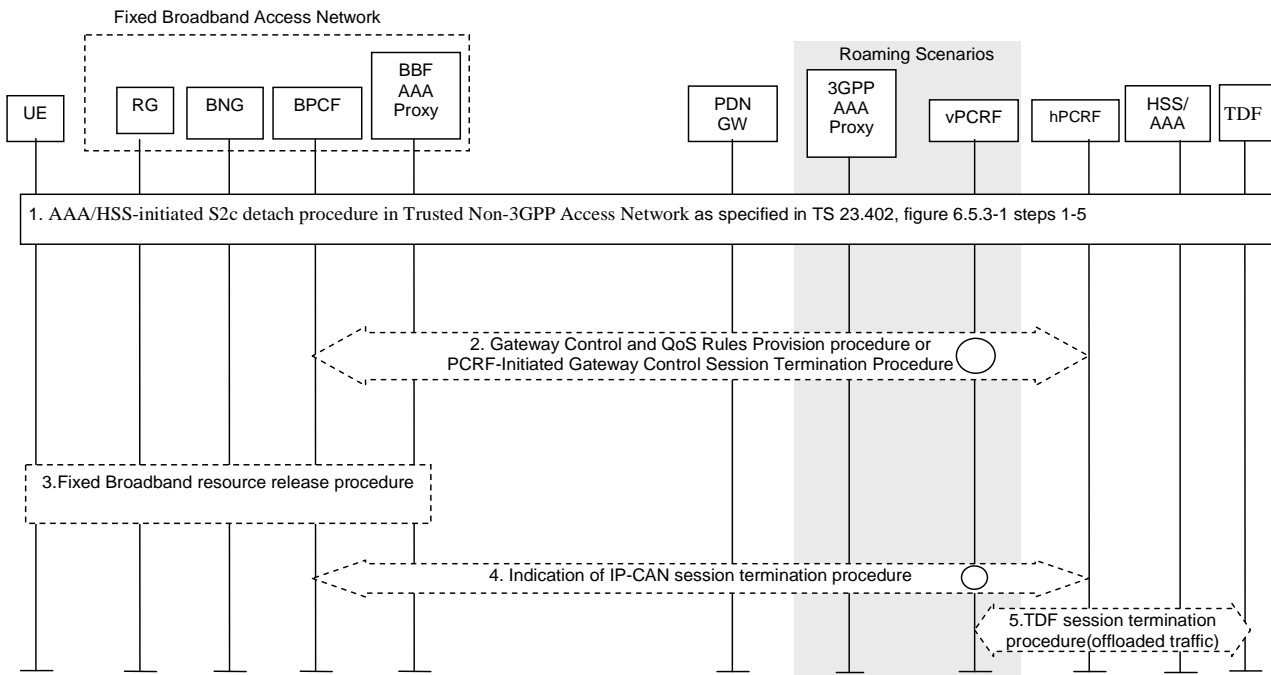 Fixed Broadband Access Network
Roaming Scenarios
UE
RG
BNG
BPCF
BBF
AAA
Proxy
PDN
GW
3GPP
AAA
Proxy
vPCRF
hPCRF
HSS/
AAA
TDF
1. AAA/HSS-initiated S2c detach procedure in Trusted Non-3GPP Access Network as specified in TS 23.402, figure 6.5.3-1 steps 1-5
2. Gateway Control and QoS Rules Provision procedure or
PCRF-Initiated Gateway Control Session Termination Procedure
3.Fixed Broadband resource release procedure
4. Indication of IP-CAN session termination procedure
5.TDF session termination
procedure(offloaded traffic)